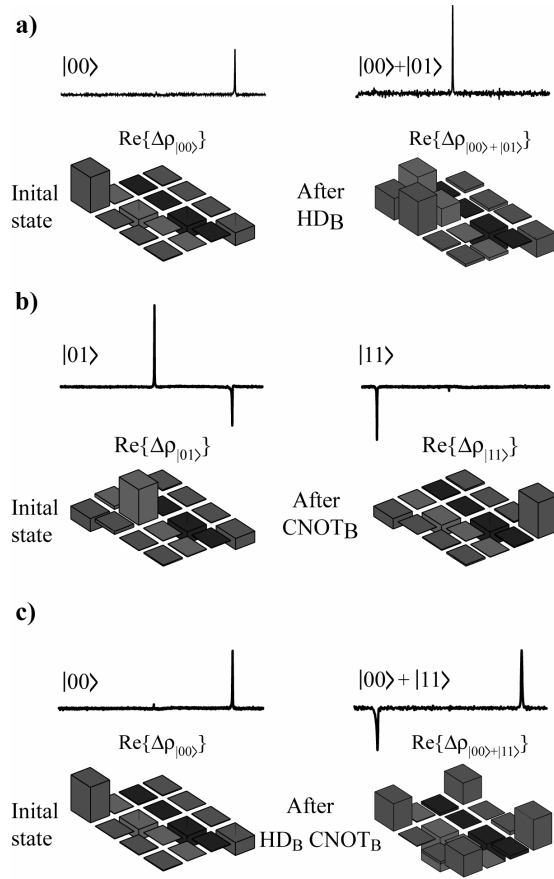 a)
|00⟩
|00⟩+|01⟩
Re{Δρ|00⟩}
Re{Δρ|00⟩ + |01⟩}
Inital
state
After
HDB
b)
|01⟩
|11⟩
Re{Δρ|01⟩}
Re{Δρ|11⟩}
Inital
state
After
CNOTB
c)
|00⟩
|00⟩ + |11⟩
Re{Δρ|00⟩}
Re{Δρ|00⟩+|11⟩}
Inital
state
After
HDB CNOTB